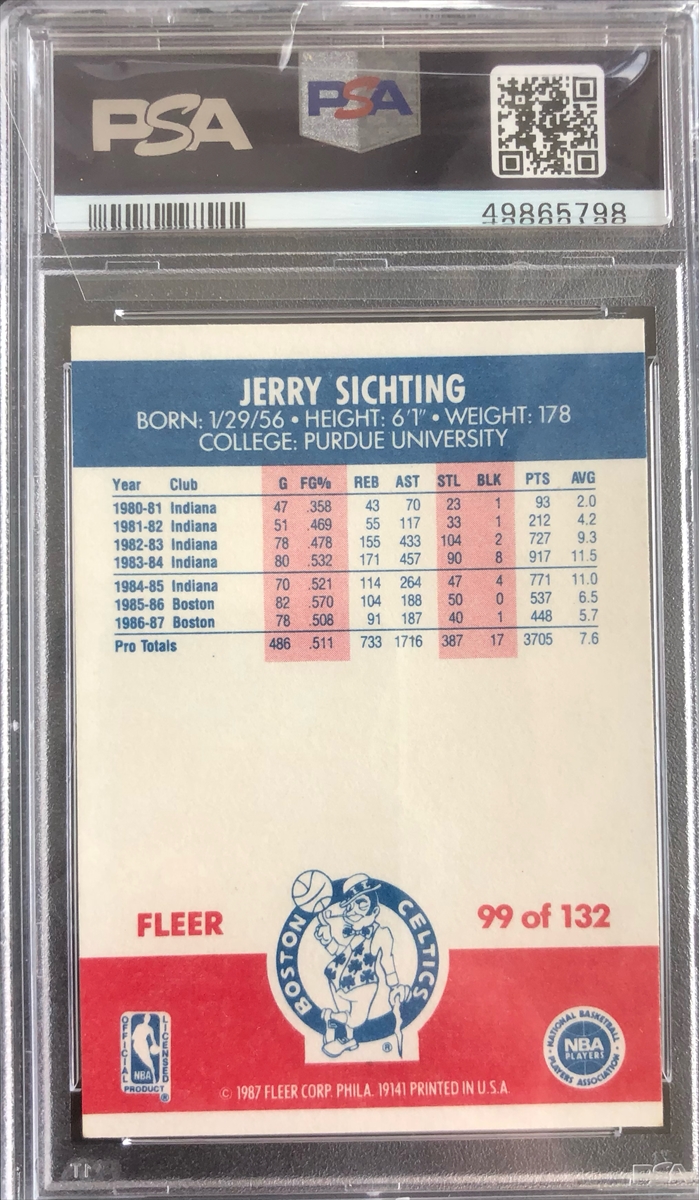 PSA
PSA
49865798
JERRY SICHTING
BORN: 1/29/56 • HEIGHT: 6'1" • WEIGHT: 178
COLLEGE: PURDUE UNIVERSITY
Year Club G FG% REB AST STL BLK PTS AVG
1980-81 Indiana 47 .358 43 70 23 1 93 2.0
1981-82 Indiana 51 .469 55 117 33 1 212 4.2
1982-83 Indiana 78 .478 155 433 104 2 727 9.3
1983-84 Indiana 80 .532 171 457 90 8 917 11.5
1984-85 Indiana 70 .521 114 264 47 4 771 11.0
1985-86 Boston 82 .570 104 188 50 0 537 6.5
1986-87 Boston 78 .508 91 187 40 1 448 5.7
Pro Totals 486 .511 733 1716 387 17 3705 7.6
FLEER
99 of 132
BOSTON CELTICS
®
OFFICIAL LICENSED
NBA
PRODUCT
®
NATIONAL BASKETBALL
NBA
PLAYERS
PLAYERS ASSOCIATION
© 1987 FLEER CORP. PHILA. 19141 PRINTED IN U.S.A.
PSA